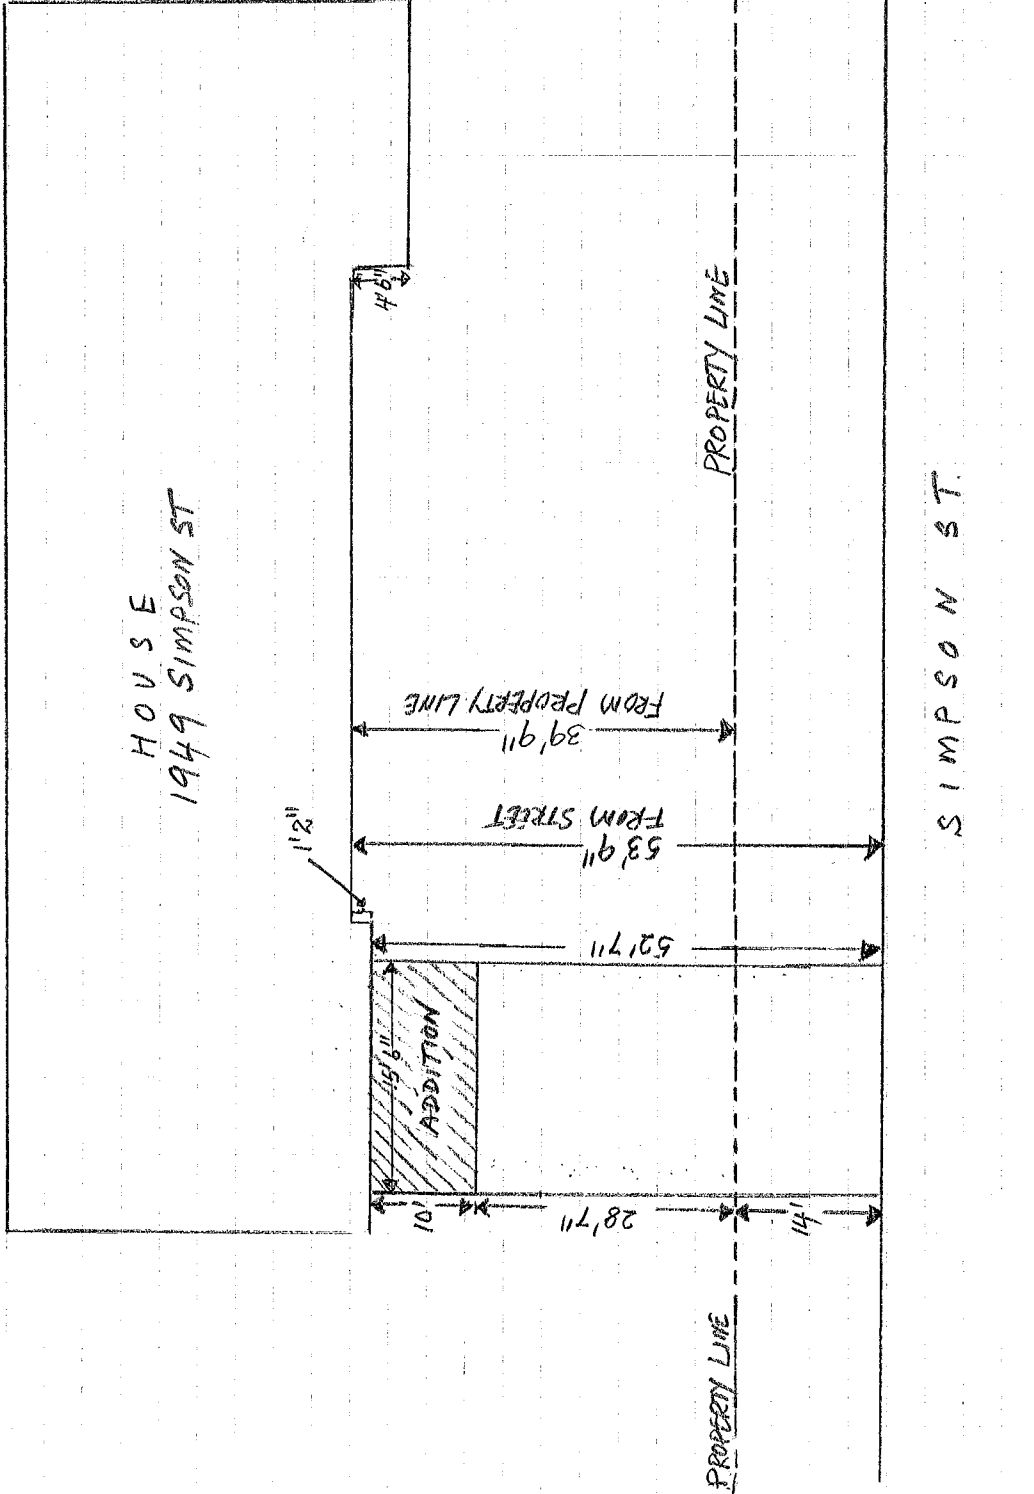 HOUSE
1949 SIMPSON ST
4'6"
PROPERTY LINE
39'9"
FROM PROPERTY LINE
53'9"
FROM STREET
1'2"
52'7"
15'6"
ADDITION
10'
28'7"
14'
PROPERTY LINE
SIMPSON ST.